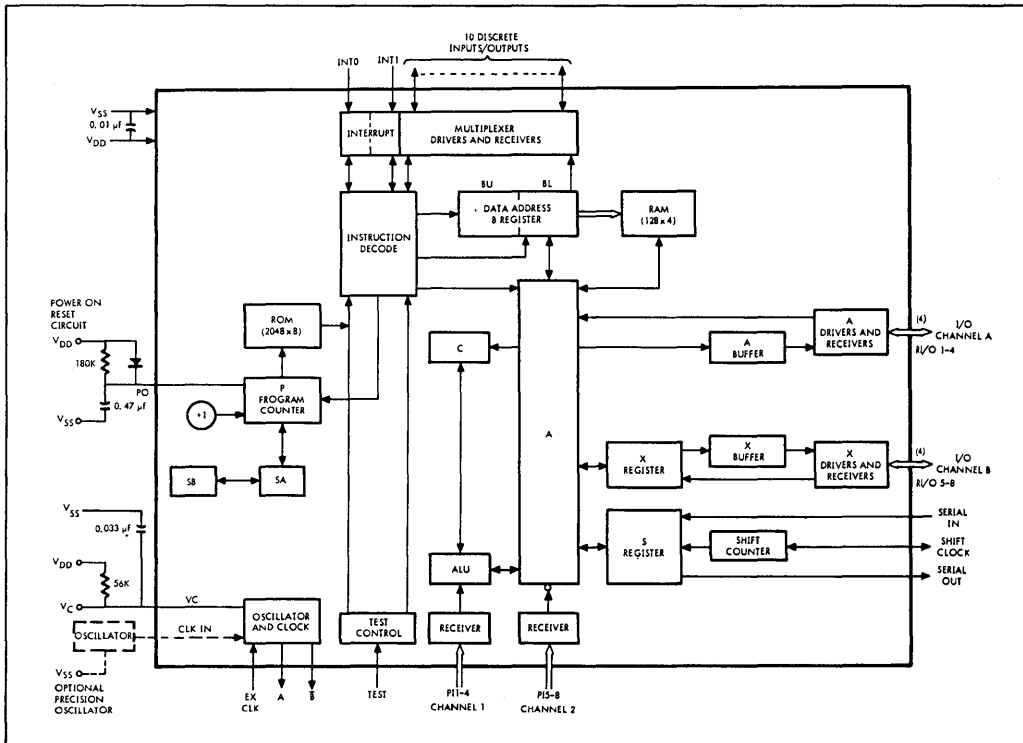 10 DISCRETE
INPUTS/OUTPUTS
INT0
INT1
VSS
0.01 µf
VDD
INTERRUPT
MULTIPLEXER
DRIVERS AND RECEIVERS
BU
BL
DATA ADDRESS
B REGISTER
RAM
(128 x 4)
INSTRUCTION
DECODE
POWER ON
RESET
CIRCUIT
VDD
180K
PO
0.47 µf
VSS
ROM
(2048 x 8)
P
PROGRAM
COUNTER
+1
SB
SA
C
A
A
BUFFER
A
DRIVERS AND
RECEIVERS
(4)
I/O
CHANNEL A
RI/O 1-4
X
REGISTER
X
BUFFER
X
DRIVERS AND
RECEIVERS
(4)
I/O
CHANNEL B
RI/O 5-8
S
REGISTER
SHIFT
COUNTER
SERIAL
IN
SHIFT
CLOCK
SERIAL
OUT
VSS
0.033 µf
VDD
56K
VC
VC
OSCILLATOR
CLK IN
VSS
OPTIONAL
PRECISION
OSCILLATOR
OSCILLATOR
AND CLOCK
TEST
CONTROL
ALU
RECEIVER
RECEIVER
EX
CLK
A
B̅
TEST
PI1-4
CHANNEL 1
PI5-8
CHANNEL 2